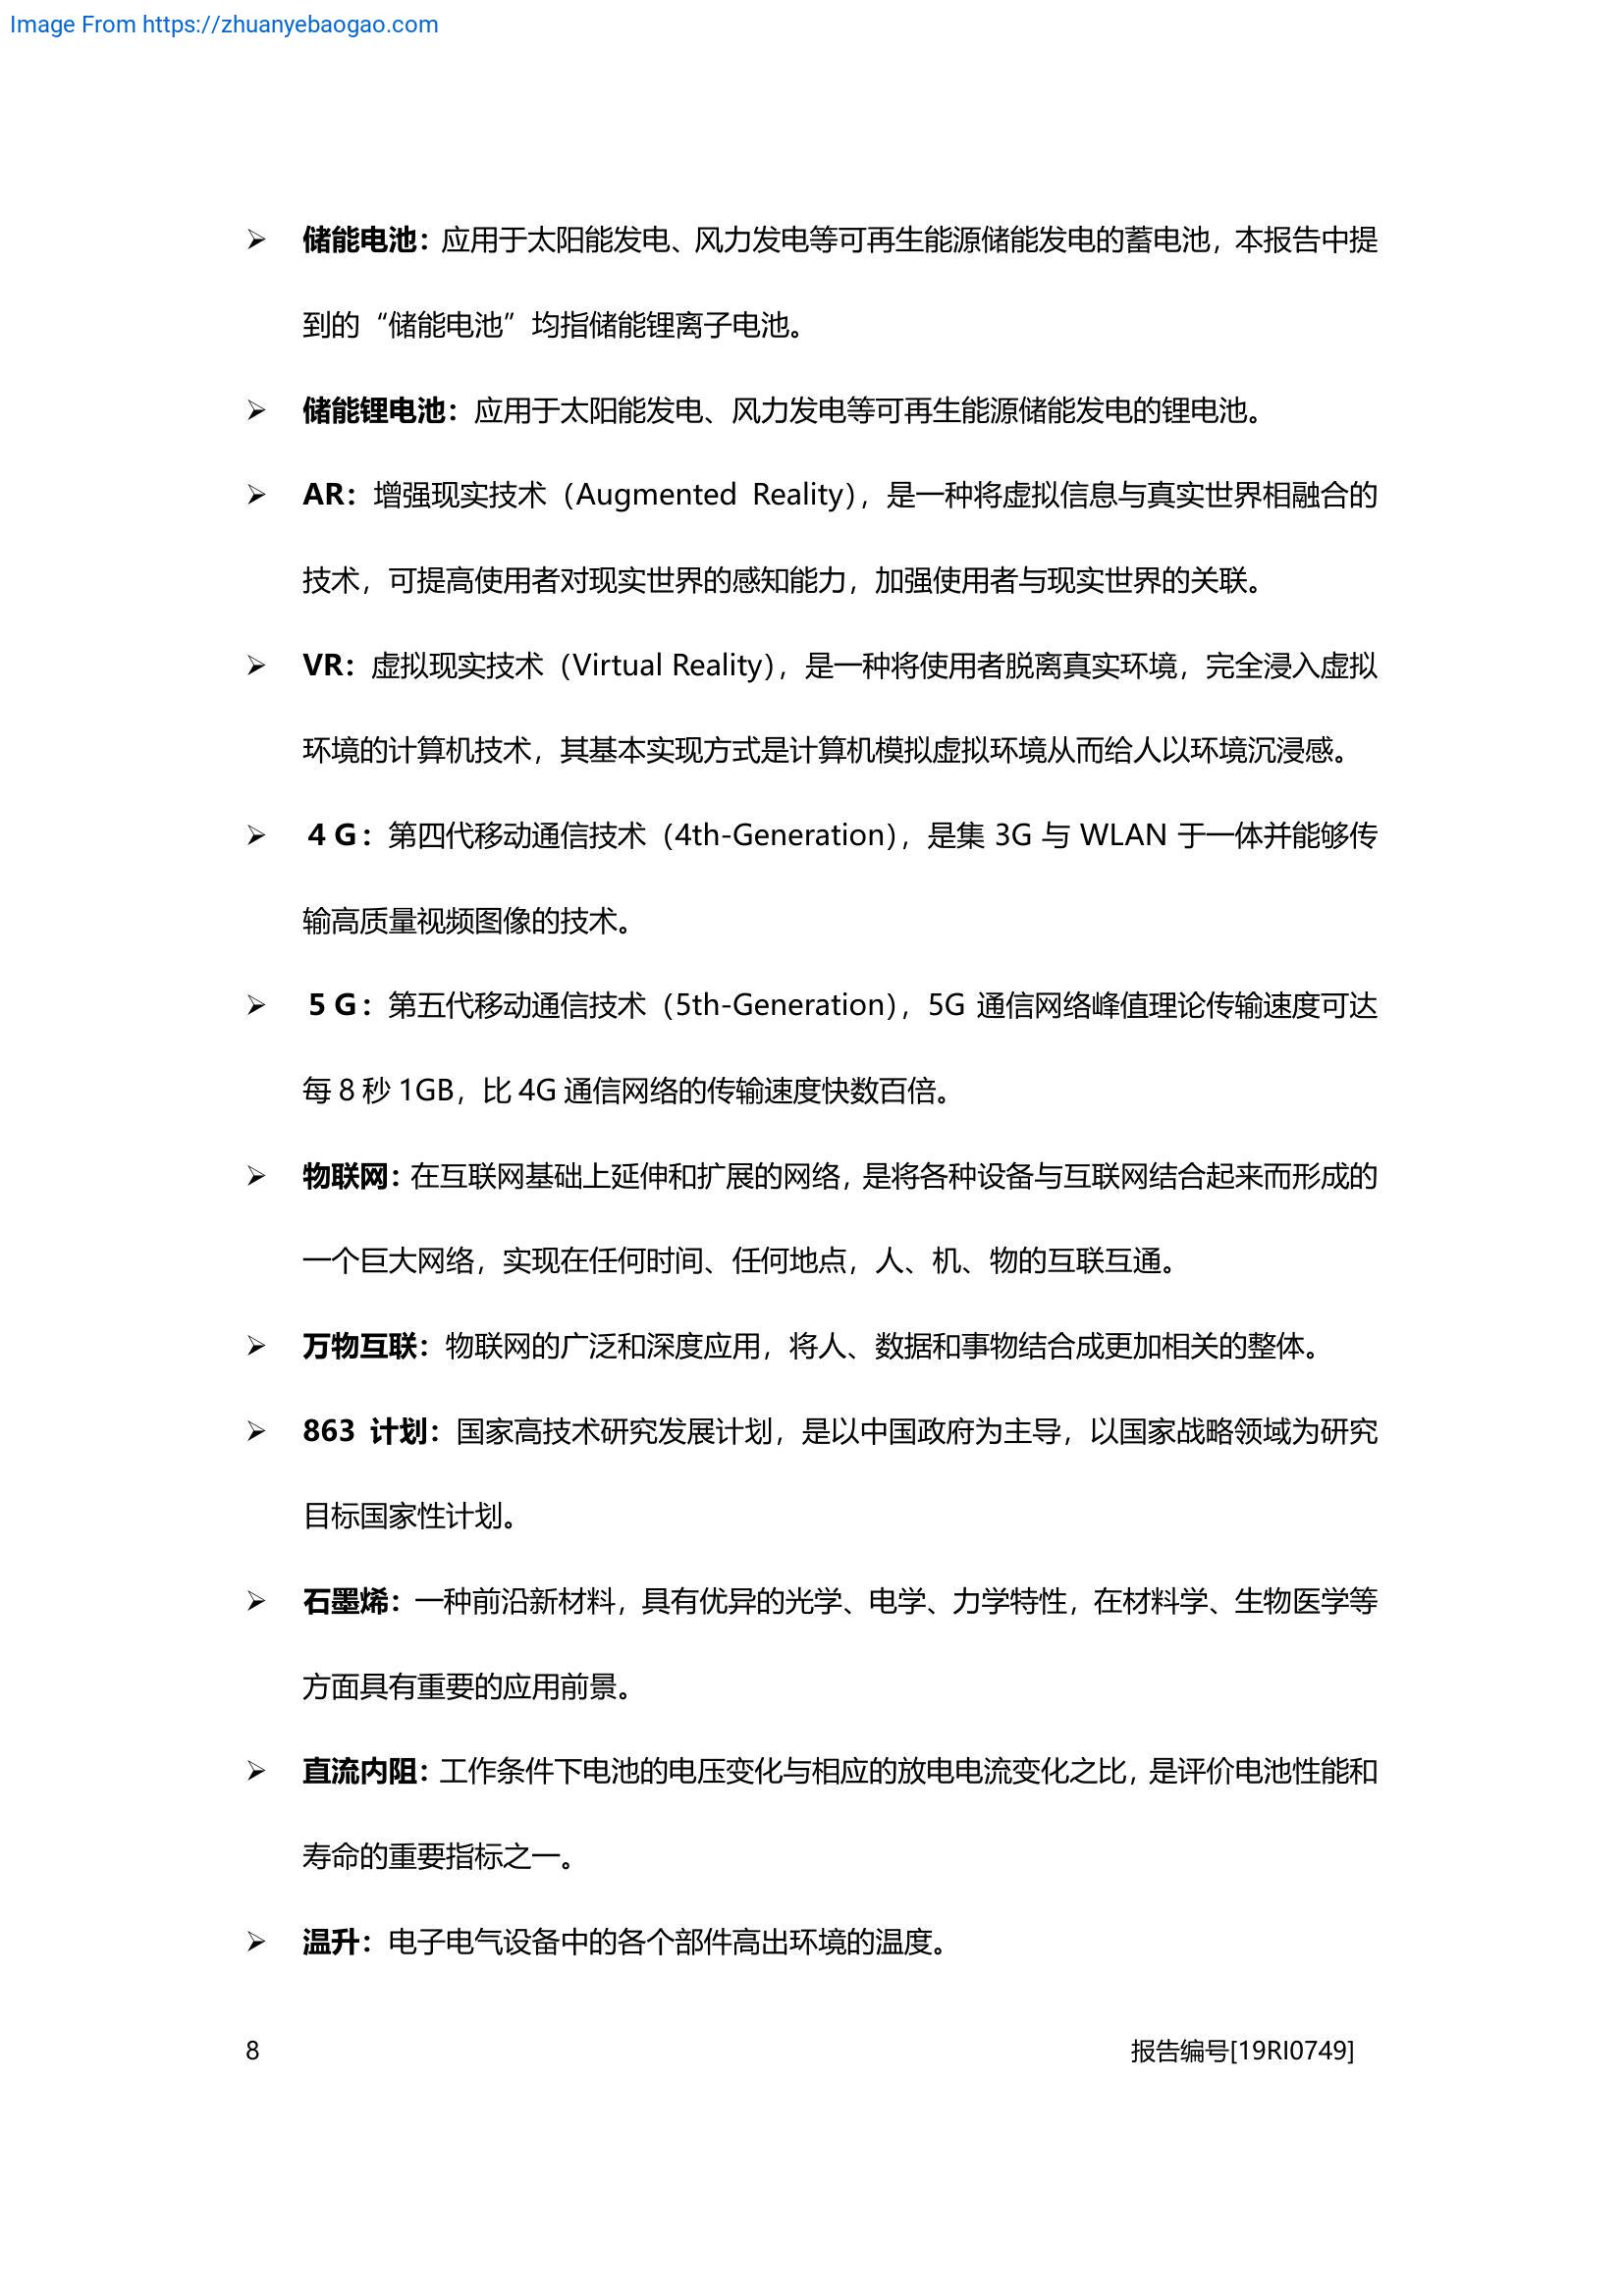 Image From https://zhuanyebaogao.com
➢ 储能电池：应用于太阳能发电、风力发电等可再生能源储能发电的蓄电池，本报告中提
到的“储能电池”均指储能锂离子电池。
➢ 储能锂电池：应用于太阳能发电、风力发电等可再生能源储能发电的锂电池。
➢ AR：增强现实技术（Augmented Reality），是一种将虚拟信息与真实世界相融合的
技术，可提高使用者对现实世界的感知能力，加强使用者与现实世界的关联。
➢ VR：虚拟现实技术（Virtual Reality），是一种将使用者脱离真实环境，完全浸入虚拟
环境的计算机技术，其基本实现方式是计算机模拟虚拟环境从而给人以环境沉浸感。
➢ 4 G：第四代移动通信技术（4th-Generation），是集 3G 与 WLAN 于一体并能够传
输高质量视频图像的技术。
➢ 5 G：第五代移动通信技术（5th-Generation），5G 通信网络峰值理论传输速度可达
每 8 秒 1GB，比 4G 通信网络的传输速度快数百倍。
➢ 物联网：在互联网基础上延伸和扩展的网络，是将各种设备与互联网结合起来而形成的
一个巨大网络，实现在任何时间、任何地点，人、机、物的互联互通。
➢ 万物互联：物联网的广泛和深度应用，将人、数据和事物结合成更加相关的整体。
➢ 863 计划：国家高技术研究发展计划，是以中国政府为主导，以国家战略领域为研究
目标国家性计划。
➢ 石墨烯：一种前沿新材料，具有优异的光学、电学、力学特性，在材料学、生物医学等
方面具有重要的应用前景。
➢ 直流内阻：工作条件下电池的电压变化与相应的放电电流变化之比，是评价电池性能和
寿命的重要指标之一。
➢ 温升：电子电气设备中的各个部件高出环境的温度。
8 报告编号[19RI0749]